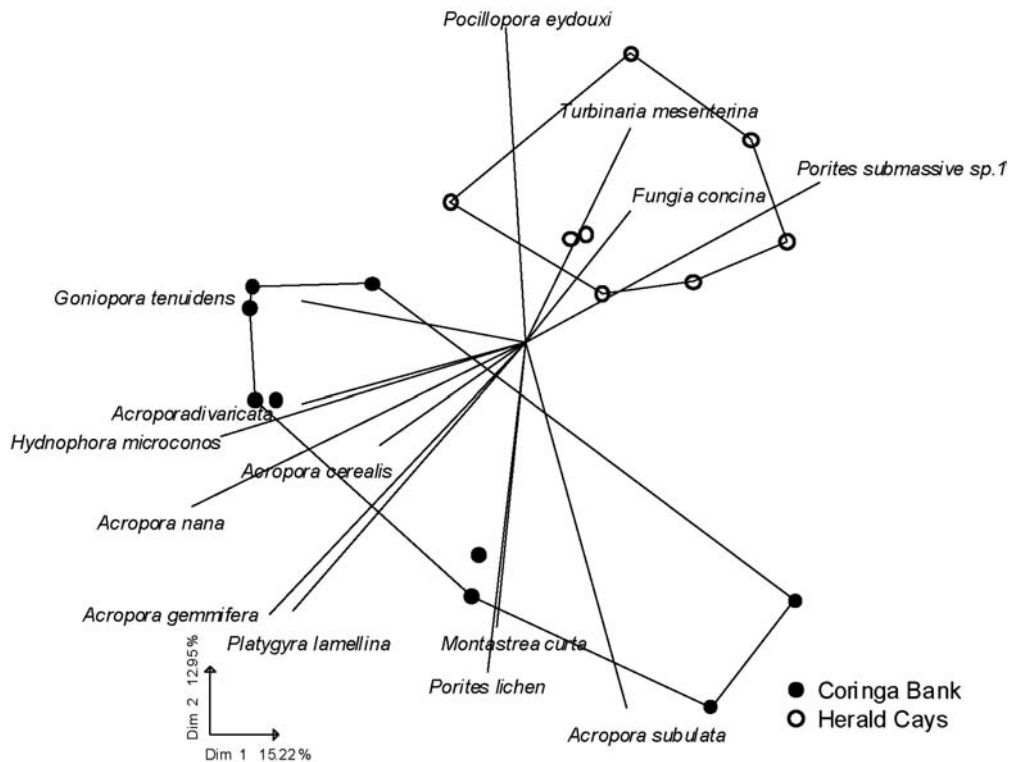 Pocillopora eydouxi
Turbinaria mesenterina
Porites submassive sp.1
Fungia concina
Goniopora tenuidens
Acroporadivaricata
Hydnophora microconos
Acropora cerealis
Acropora nana
Acropora gemmifera
Platygyra lamellina
Montastrea curta
Porites lichen
Acropora subulata
Dim 2 12.95%
Dim 1 15.22%
Coringa Bank
Herald Cays